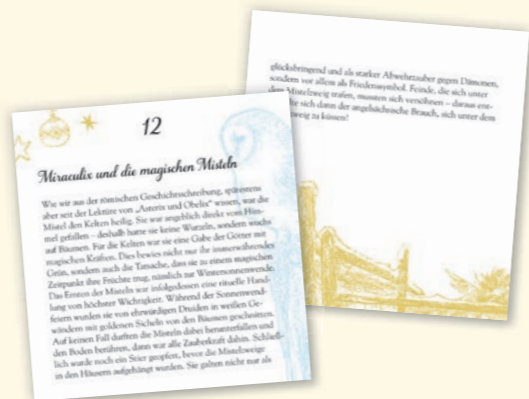 12
Miraculix und die magischen Misteln
Wie wir aus der römischen Geschichtsschreibung, spätestens
aber seit der Lektüre von „Asterix und Obelix“ wissen, war die
Mistel den Kelten heilig. Sie war angeblich direkt vom Him-
mel gefallen – deshalb hatte sie keine Wurzeln, sondern wuchs
auf Bäumen. Für die Kelten war sie eine Gabe der Götter mit
magischen Kräften. Dies bewies nicht nur ihr immerwährendes
Grün, sondern auch die Tatsache, dass sie zu einem magischen
Zeitpunkt ihre Früchte trug, nämlich zur Wintersonnenwende.
Das Ernten der Misteln war infolgedessen eine rituelle Hand-
lung von höchster Wichtigkeit. Während der Sonnenwend-
feiern wurden sie von ehrwürdigen Druiden in weißen Ge-
wändern mit goldenen Sicheln von den Bäumen geschnitten.
Auf keinen Fall durften die Misteln dabei herunterfallen und
den Boden berühren, dann war alle Zauberkraft dahin. Schließ-
lich wurde noch ein Stier geopfert, bevor die Mistelzweige
in den Häusern aufgehängt wurden. Sie galten nicht nur als
glücksbringend und als starker Abwehrzauber gegen Dämonen,
sondern vor allem als Friedenssymbol. Feinde, die sich unter
dem Mistelzweig trafen, mussten sich versöhnen – daraus ent-
te sich dann der angelsächsische Brauch, sich unter dem
zweig zu küssen!